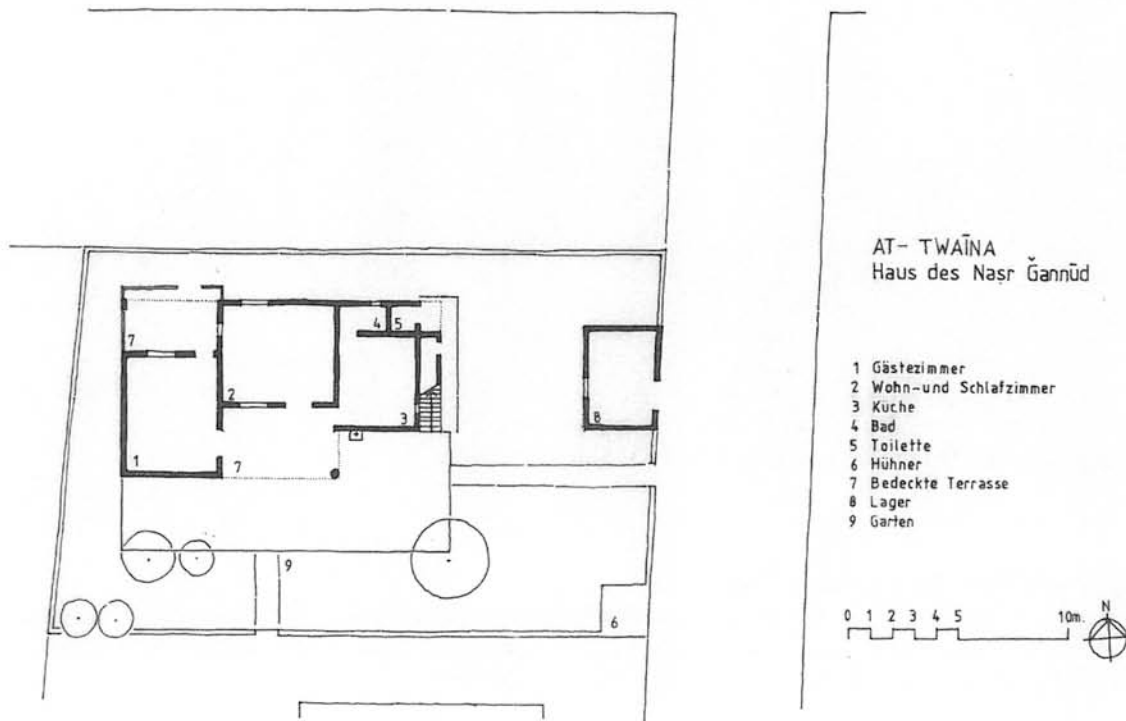 AT- TWAĪNA
Haus des Naṣr Ǧannūd
1 Gästezimmer
2 Wohn-und Schlafzimmer
3 Küche
4 Bad
5 Toilette
6 Hühner
7 Bedeckte Terrasse
8 Lager
9 Garten
0 1 2 3 4 5 10m.
N
4 5
7
2
3
8
1
7
9
6